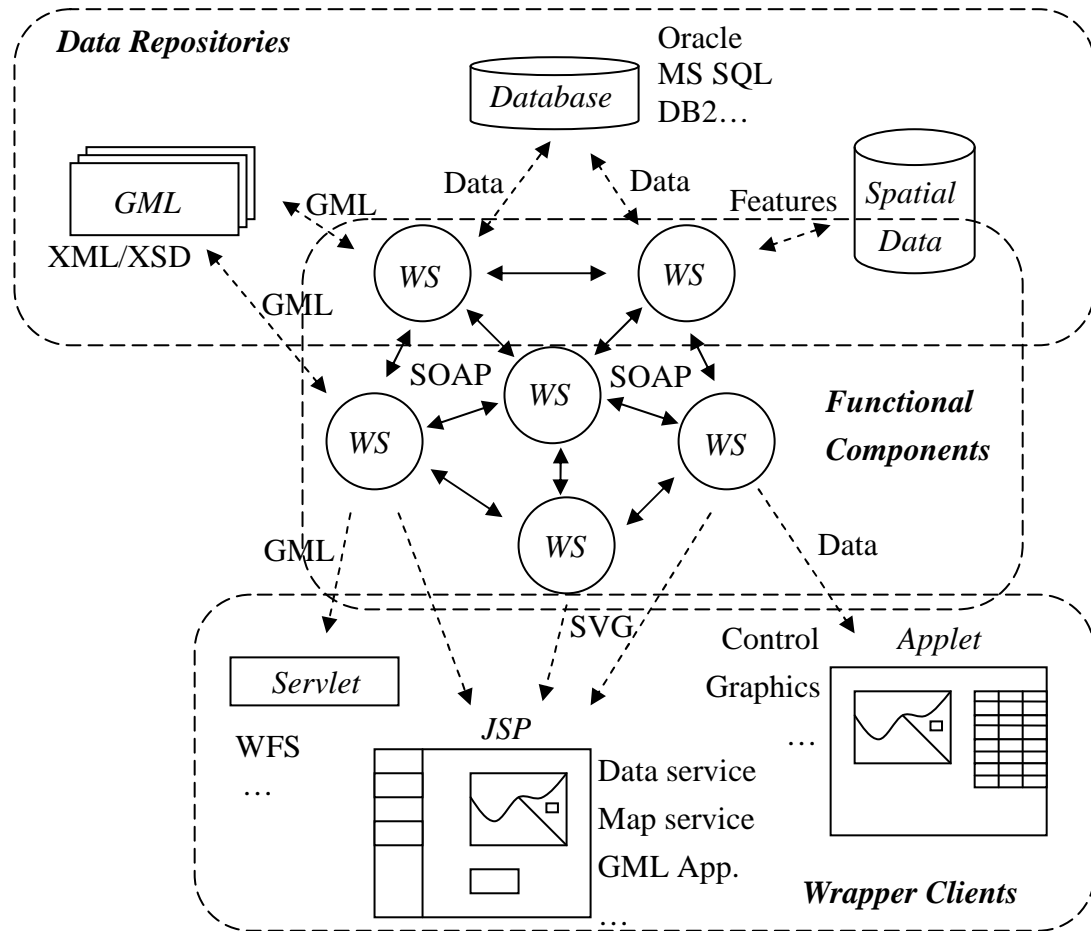 Data Repositories
Oracle
MS SQL
DB2…
Database
GML
XML/XSD
GML
Data
Data
Features
Spatial
Data
GML
WS
WS
SOAP
SOAP
WS
WS
WS
WS
Functional
Components
GML
Data
SVG
Servlet
WFS
…
JSP
Data service
Map service
GML App.
…
Control
Graphics
…
Applet
Wrapper Clients